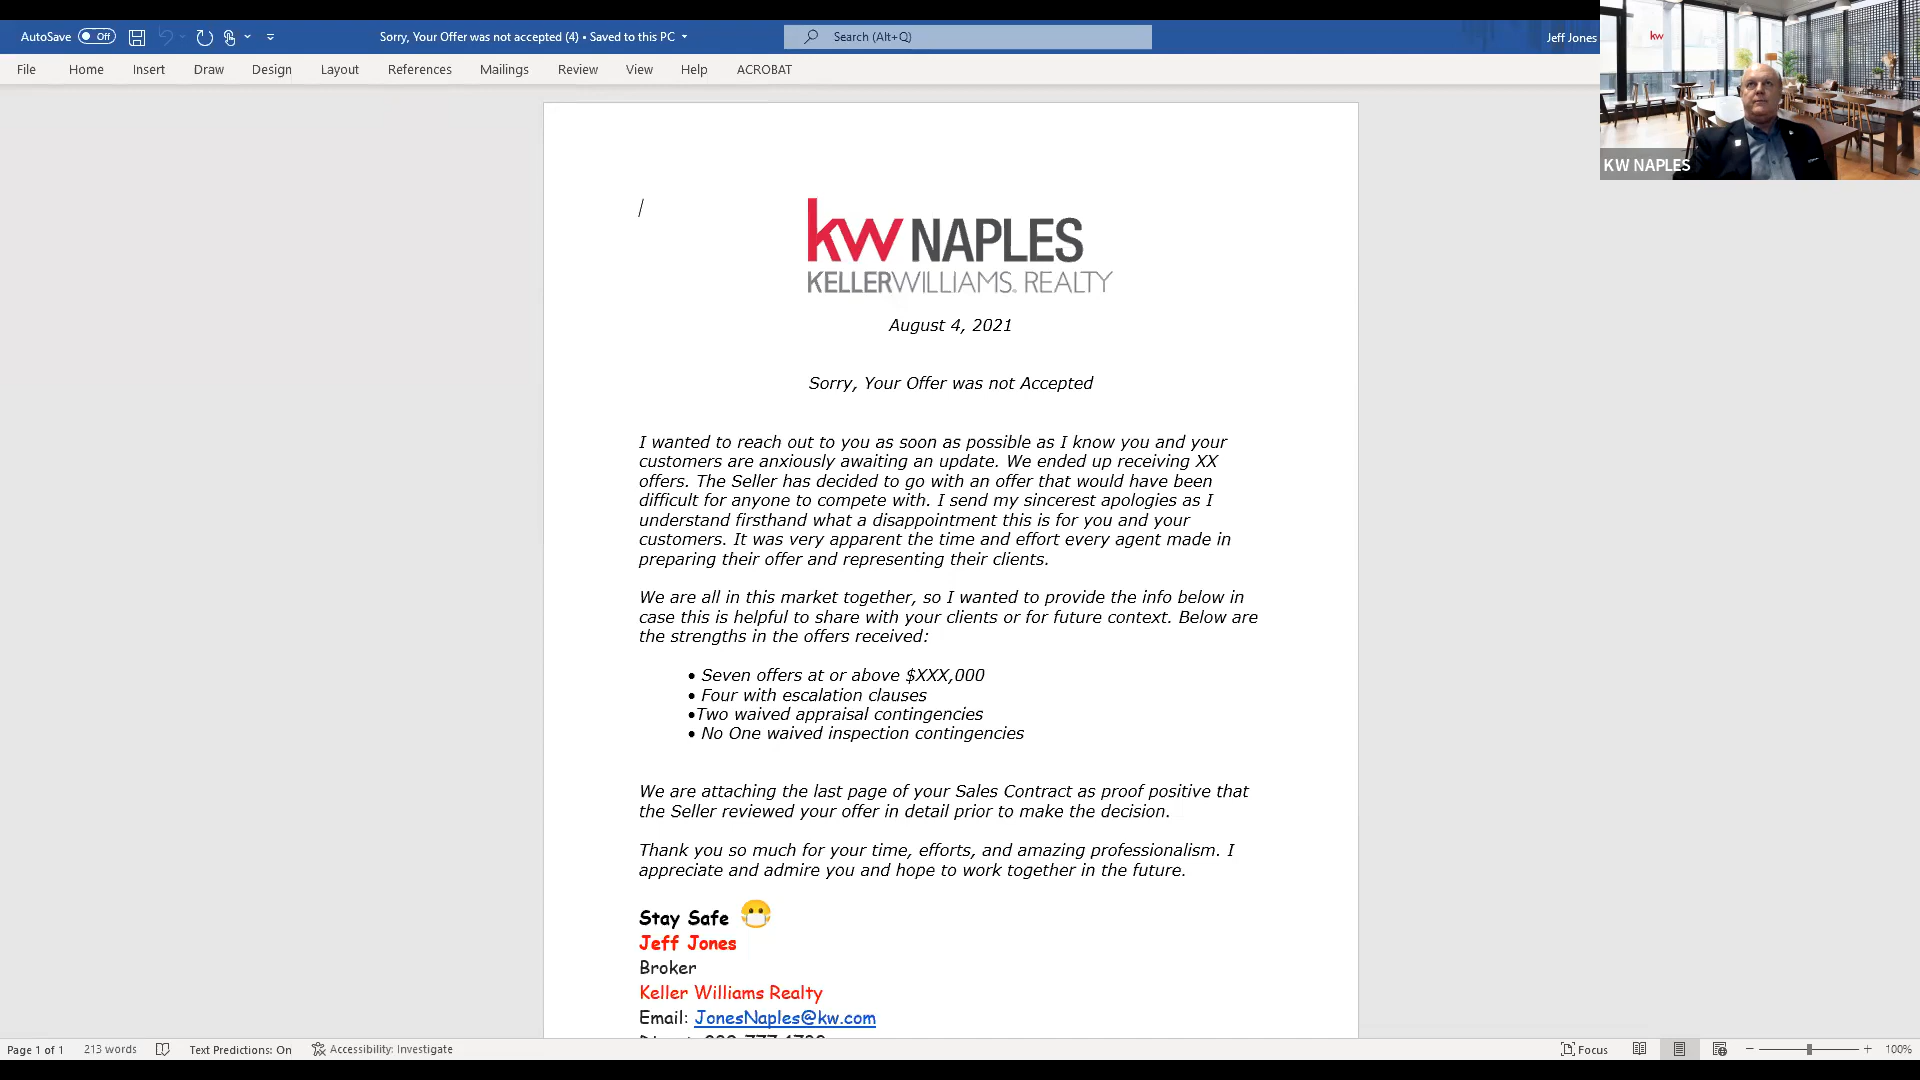 AutoSave Off Sorry, Your Offer was not accepted (4) • Saved to this PC Search (Alt+Q) Jeff Jones
File Home Insert Draw Design Layout References Mailings Review View Help ACROBAT
kw
KW NAPLES
kw NAPLES
KELLERWILLIAMS. REALTY
August 4, 2021
Sorry, Your Offer was not Accepted
I wanted to reach out to you as soon as possible as I know you and your
customers are anxiously awaiting an update. We ended up receiving XX
offers. The Seller has decided to go with an offer that would have been
difficult for anyone to compete with. I send my sincerest apologies as I
understand firsthand what a disappointment this is for you and your
customers. It was very apparent the time and effort every agent made in
preparing their offer and representing their clients.
We are all in this market together, so I wanted to provide the info below in
case this is helpful to share with your clients or for future context. Below are
the strengths in the offers received:
• Seven offers at or above $XXX,000
• Four with escalation clauses
•Two waived appraisal contingencies
• No One waived inspection contingencies
We are attaching the last page of your Sales Contract as proof positive that
the Seller reviewed your offer in detail prior to make the decision.
Thank you so much for your time, efforts, and amazing professionalism. I
appreciate and admire you and hope to work together in the future.
Stay Safe 😷
Jeff Jones
Broker
Keller Williams Realty
Email: JonesNaples@kw.com
Page 1 of 1 213 words Text Predictions: On Accessibility: Investigate Focus 100%